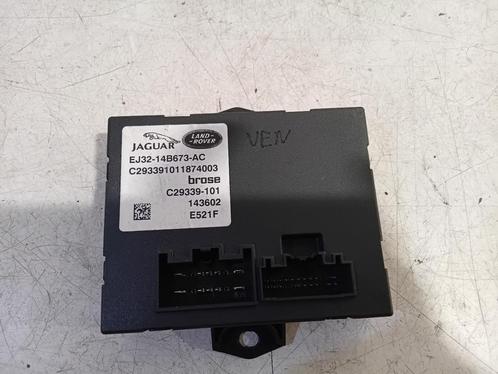 JAGUAR
LAND-
ROVER
EJ32-14B673-AC
C293391011874003
brose
C29339-101
143602
E521F
VEN